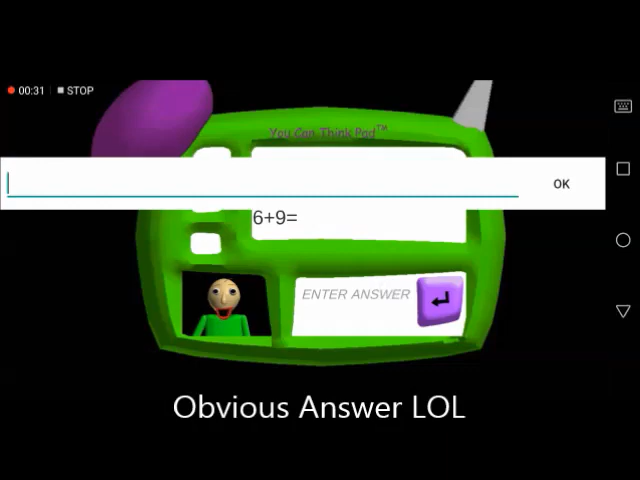 00:31 STOP
You Can Think Pad™
OK
6+9=
ENTER ANSWER
Obvious Answer LOL